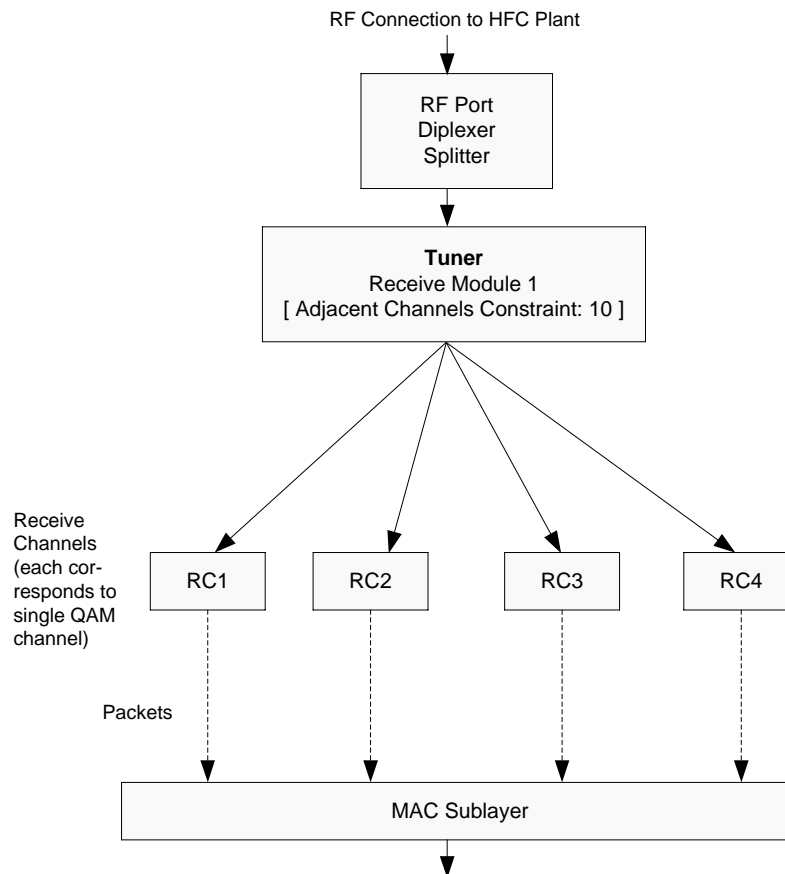 RF Connection to HFC Plant
RF Port
Diplexer
Splitter
Tuner
Receive Module 1
[ Adjacent Channels Constraint: 10 ]
Receive
Channels
(each cor-
responds to
single QAM
channel)
RC1
RC2
RC3
RC4
Packets
MAC Sublayer